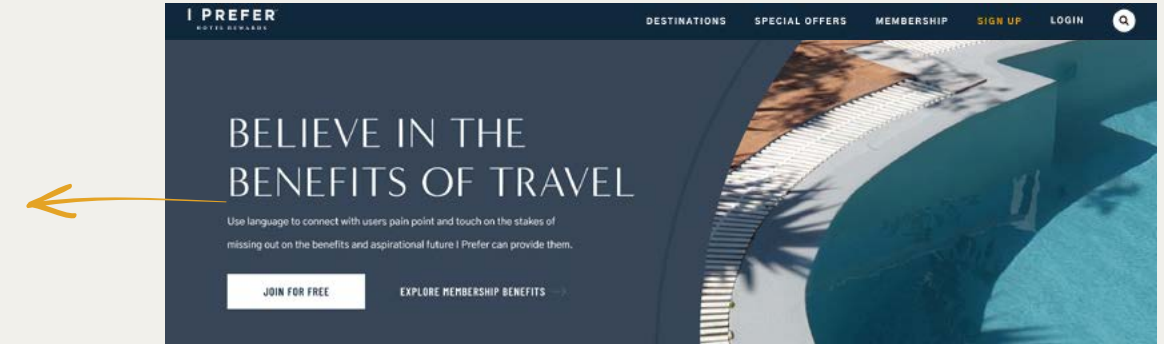 I PREFER
HOTEL REWARDS
DESTINATIONS SPECIAL OFFERS MEMBERSHIP SIGN UP LOGIN
BELIEVE IN THE
BENEFITS OF TRAVEL
Use language to connect with users pain point and touch on the stakes of
missing out on the benefits and aspirational future I Prefer can provide them.
JOIN FOR FREE EXPLORE MEMBERSHIP BENEFITS